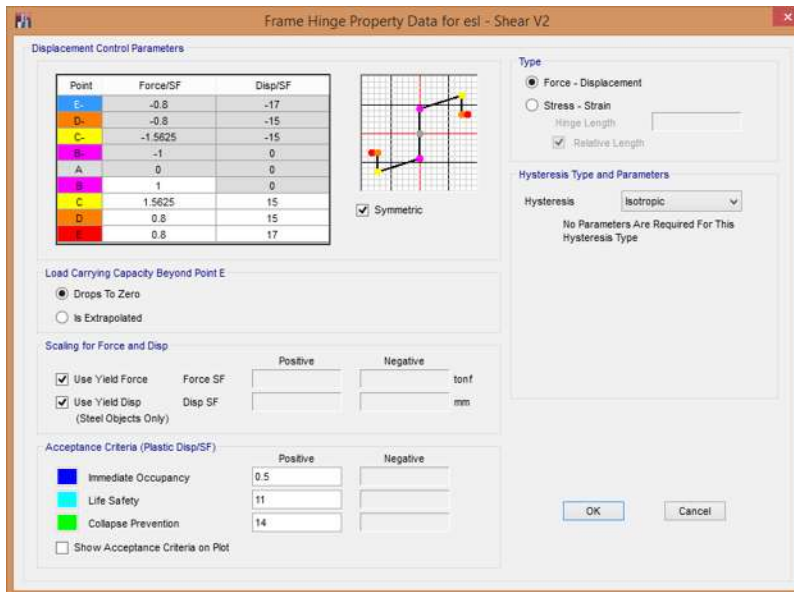 Frame Hinge Property Data for esl - Shear V2
Displacement Control Parameters
Point Force/SF Disp/SF
E- -0.8 -17
D- -0.8 -15
C- -1.5625 -15
B- -1 0
A 0 0
B 1 0
C 1.5625 15
D 0.8 15
E 0.8 17
Symmetric
Load Carrying Capacity Beyond Point E
Drops To Zero
Is Extrapolated
Scaling for Force and Disp
Positive Negative
Use Yield Force Force SF tonf
Use Yield Disp Disp SF mm
(Steel Objects Only)
Acceptance Criteria (Plastic Disp/SF)
Positive Negative
Immediate Occupancy 0.5
Life Safety 11
Collapse Prevention 14
Show Acceptance Criteria on Plot
Type
Force - Displacement
Stress - Strain
Hinge Length
Relative Length
Hysteresis Type and Parameters
Hysteresis Isotropic
No Parameters Are Required For This
Hysteresis Type
OK Cancel